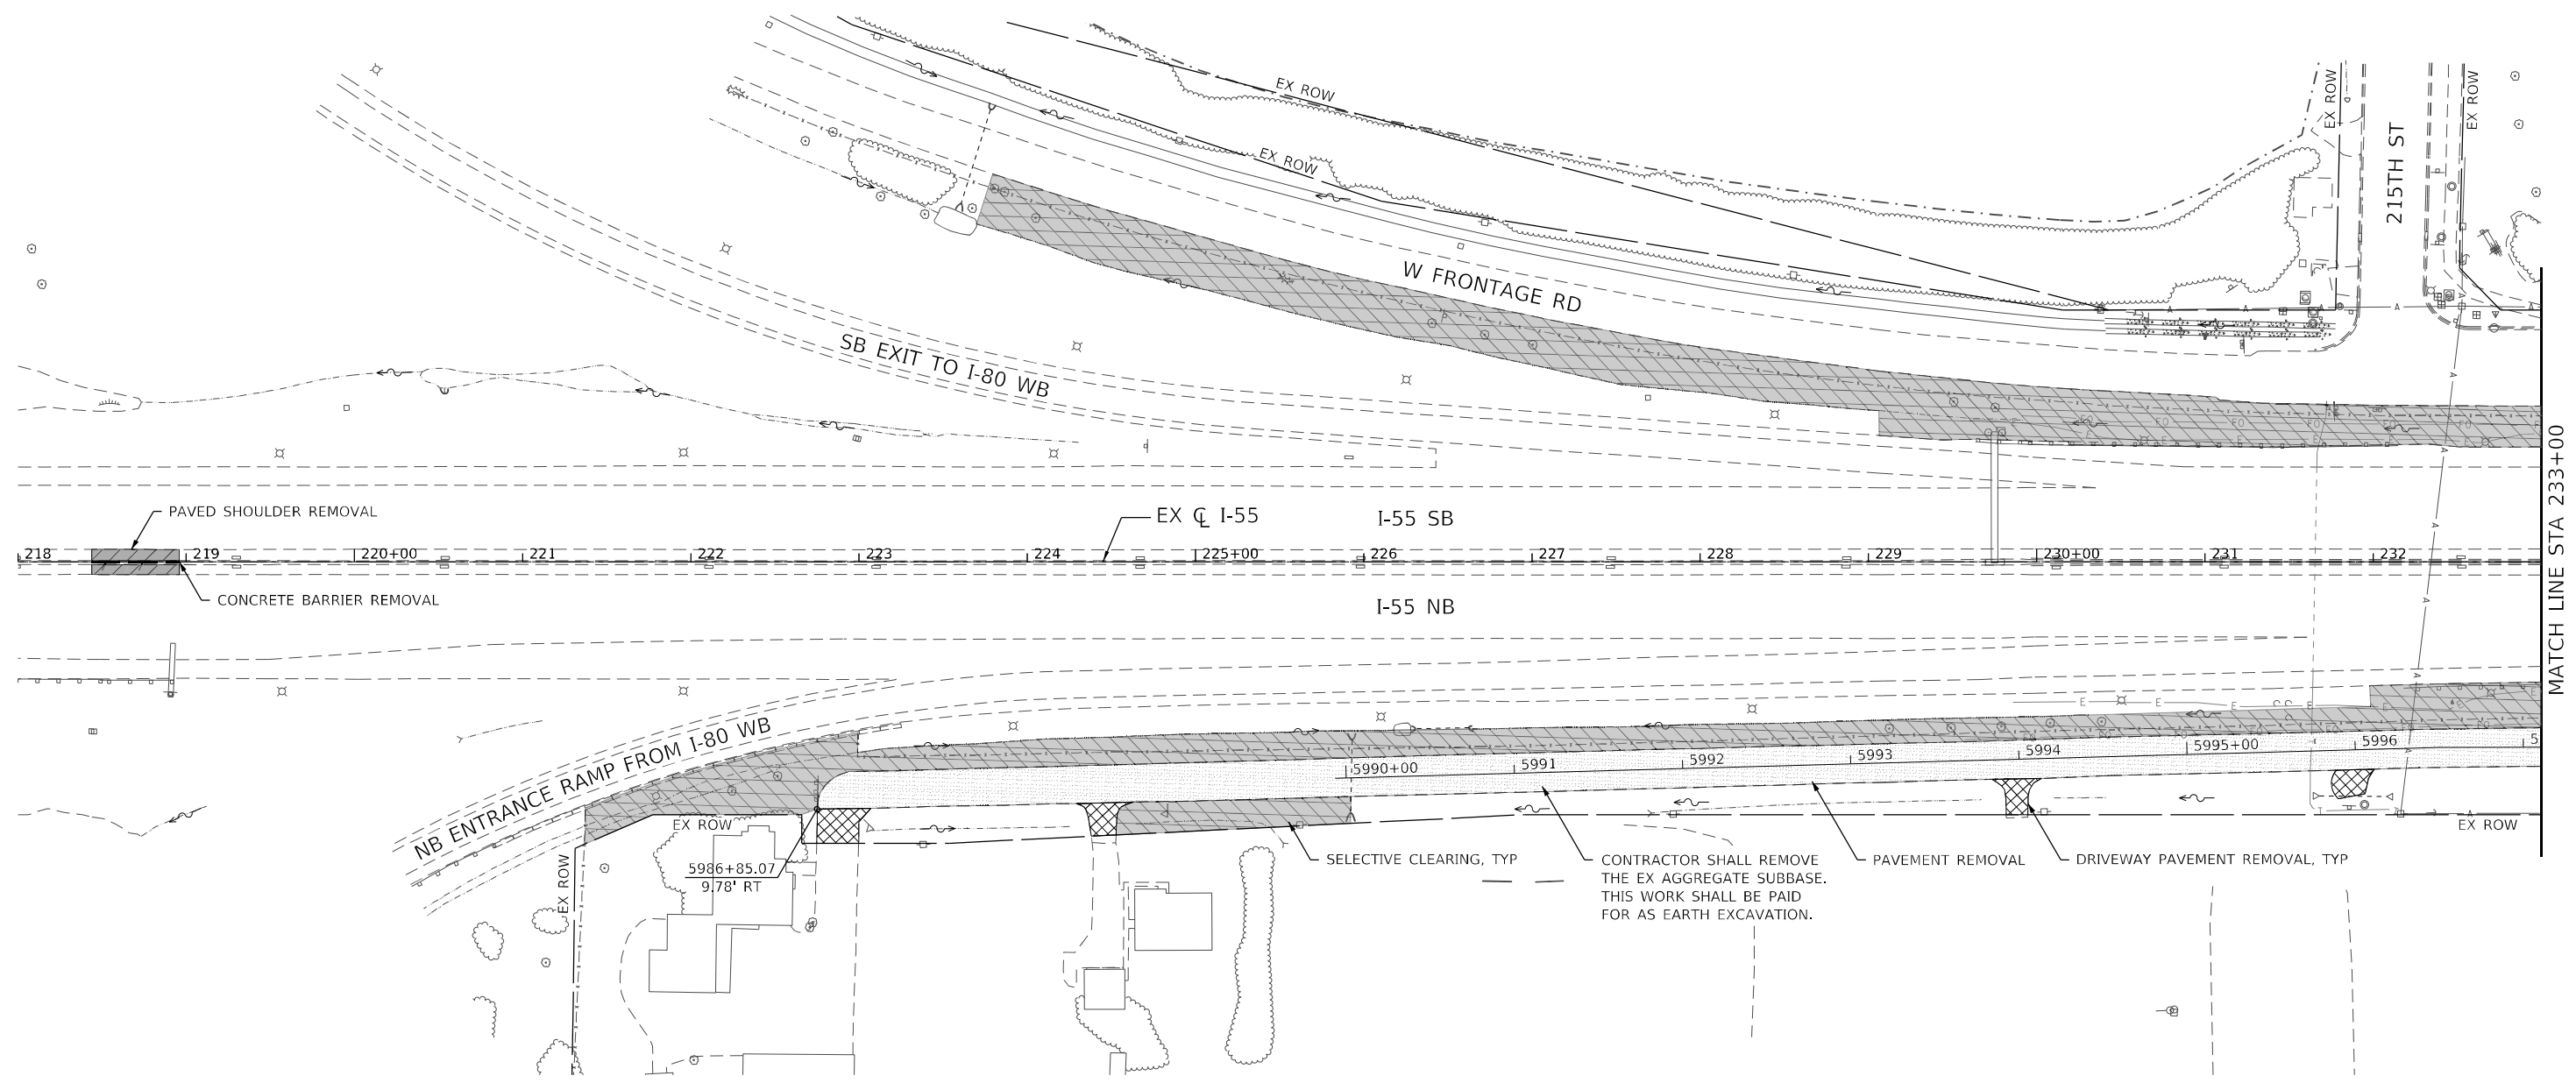 EX ROW
EX ROW
EX ROW
EX ROW
215TH ST
W FRONTAGE RD
SB EXIT TO I-80 WB
MATCH LINE STA 233+00
PAVED SHOULDER REMOVAL
EX ℄ I-55
I-55 SB
218 219 220+00 221 222 223 224 225+00 226 227 228 229 230+00 231 232
CONCRETE BARRIER REMOVAL
I-55 NB
NB ENTRANCE RAMP FROM I-80 WB
5990+00 5991 5992 5993 5994 5995+00 5996 5
EX ROW
EX ROW
EX ROW
5986+85.07
9.78' RT
SELECTIVE CLEARING, TYP
CONTRACTOR SHALL REMOVE
THE EX AGGREGATE SUBBASE.
THIS WORK SHALL BE PAID
FOR AS EARTH EXCAVATION.
PAVEMENT REMOVAL
DRIVEWAY PAVEMENT REMOVAL, TYP